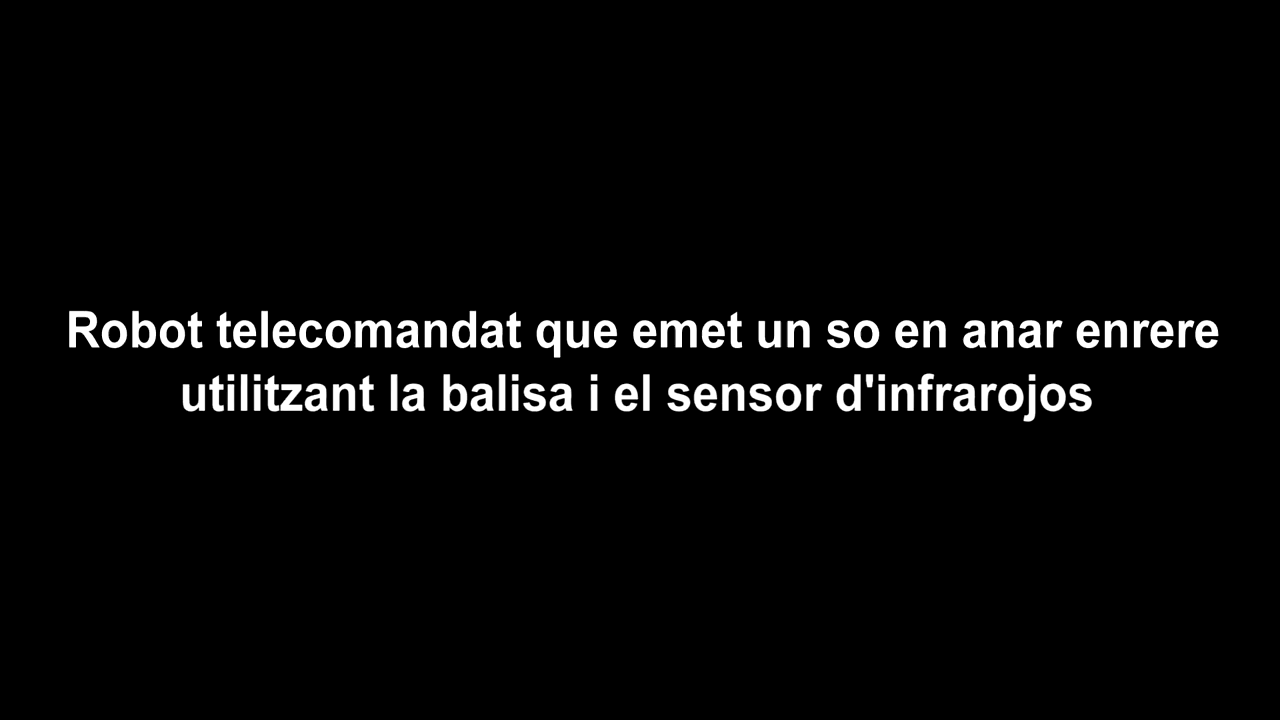 Robot telecomandat que emet un so en anar enrere
utilitzant la balisa i el sensor d'infrarojos